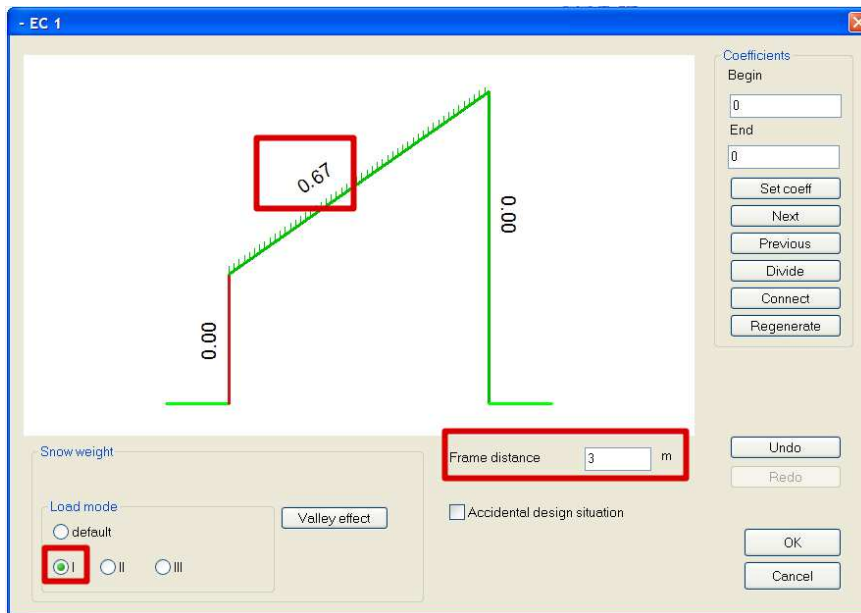 - EC 1
0.67
0.00
0.00
Coefficients
Begin
0
End
0
Set coeff
Next
Previous
Divide
Connect
Regenerate
Snow weight
Load mode
default
I
II
III
Valley effect
Frame distance 3 m
Accidental design situation
Undo
Redo
OK
Cancel